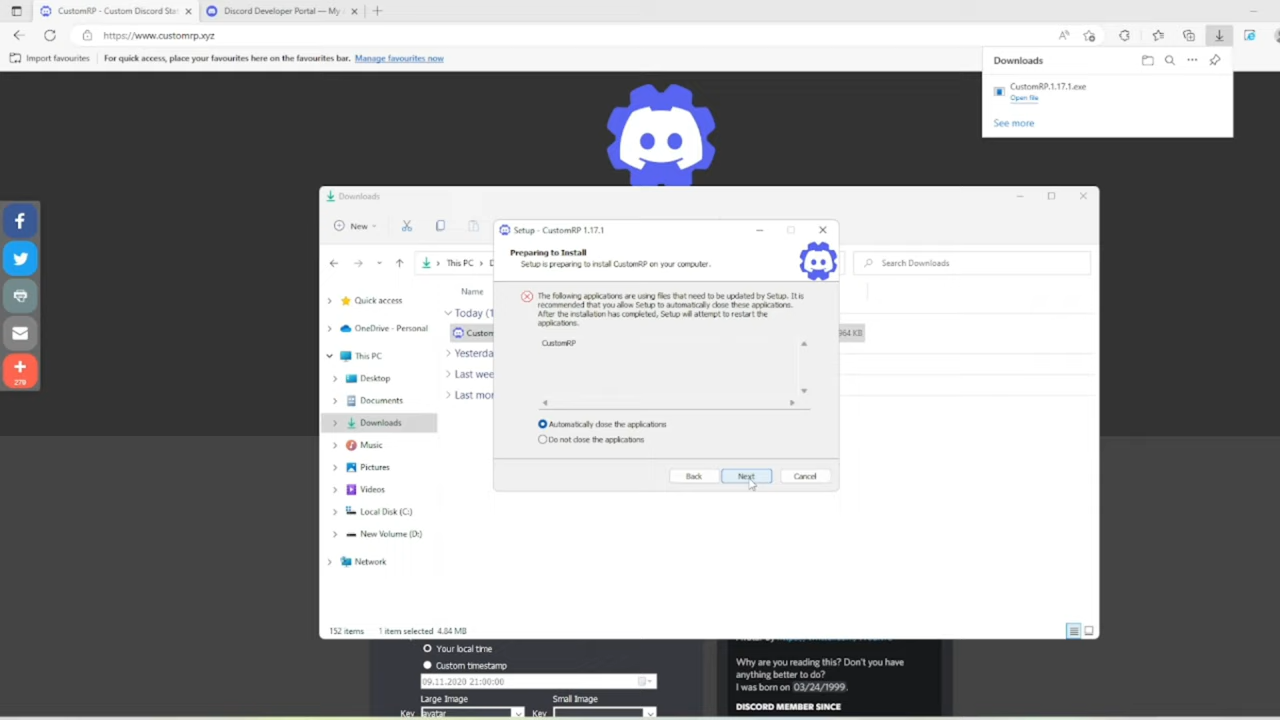 CustomRP - Custom Discord Sta
Discord Developer Portal — My
https://www.customrp.xyz
Import favourites
For quick access, place your favourites here on the favourites bar.
Manage favourites now
Downloads
CustomRP.1.17.1.exe
Open file
See more
Downloads
New
This PC
Search Downloads
Name
Quick access
OneDrive - Personal
This PC
Desktop
Documents
Downloads
Music
Pictures
Videos
Local Disk (C:)
New Volume (D:)
Network
Today (1
Custom
964 KB
Yesterda
Last wee
Last mor
Setup - CustomRP 1.17.1
Preparing to Install
Setup is preparing to install CustomRP on your computer.
The following applications are using files that need to be updated by Setup. It is
recommended that you allow Setup to automatically close these applications.
After the installation has completed, Setup will attempt to restart the
applications.
CustomRP
Automatically close the applications
Do not close the applications
Back
Next
Cancel
152 items
1 item selected 4.84 MB
279
Your local time
Custom timestamp
09.11.2020 21:00:00
Large Image
Small Image
Key
avatar
Key
Why are you reading this? Don't you have
anything better to do?
I was born on 03/24/1999.
DISCORD MEMBER SINCE